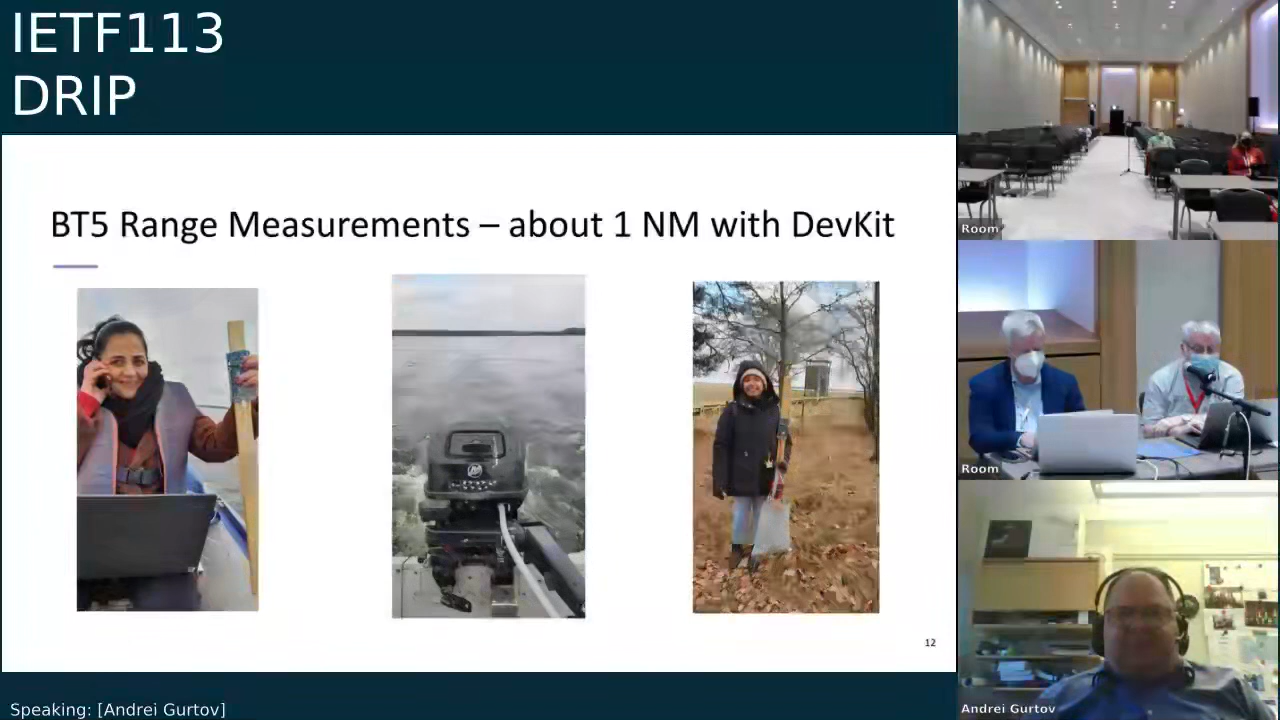 IETF113
DRIP
BT5 Range Measurements – about 1 NM with DevKit
12
Speaking: [Andrei Gurtov]
Room
Room
Andrei Gurtov